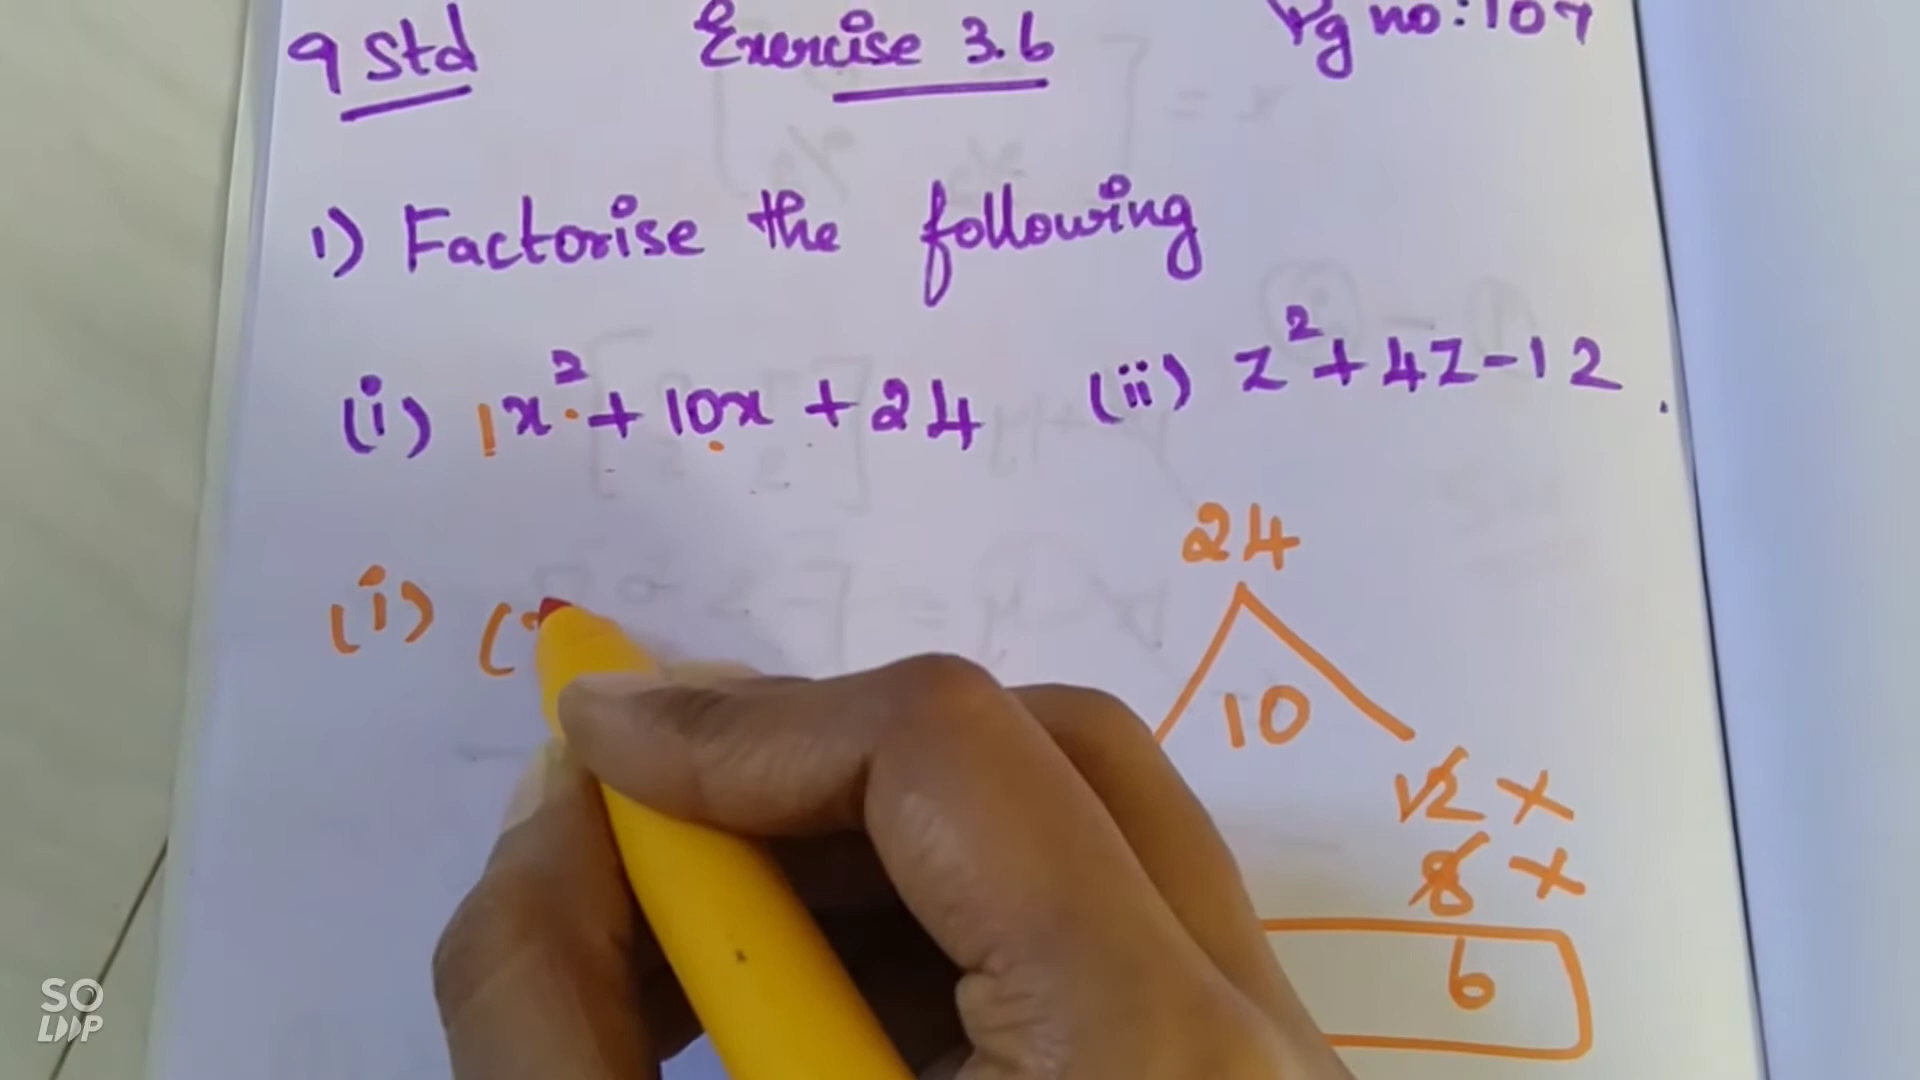 9 std Exercise 3.6 Pg no: 107
1) Factorise the following
(i) 1x² + 10x + 24 (ii) z² + 4z - 12.
24
(i) (
10
12 ×
8 ×
6
SO
LOOP